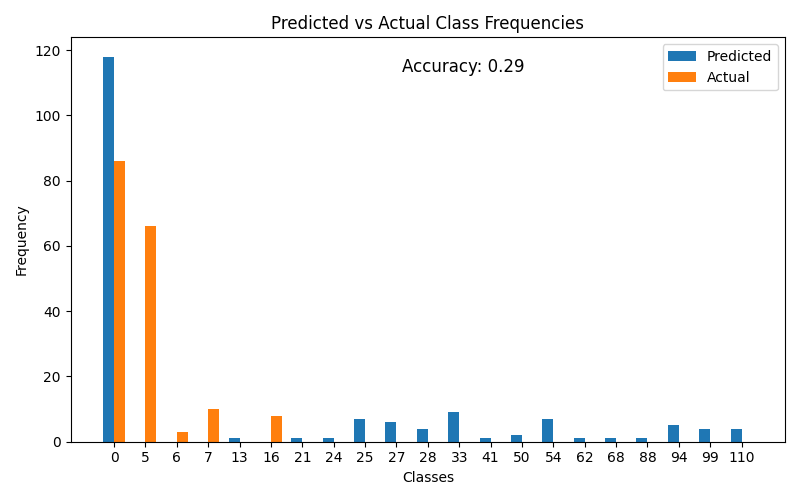 Predicted vs Actual Class Frequencies
Accuracy: 0.29
Predicted
Actual
120
100
80
60
40
20
0
Frequency
0 5 6 7 13 16 21 24 25 27 28 33 41 50 54 62 68 88 94 99 110
Classes